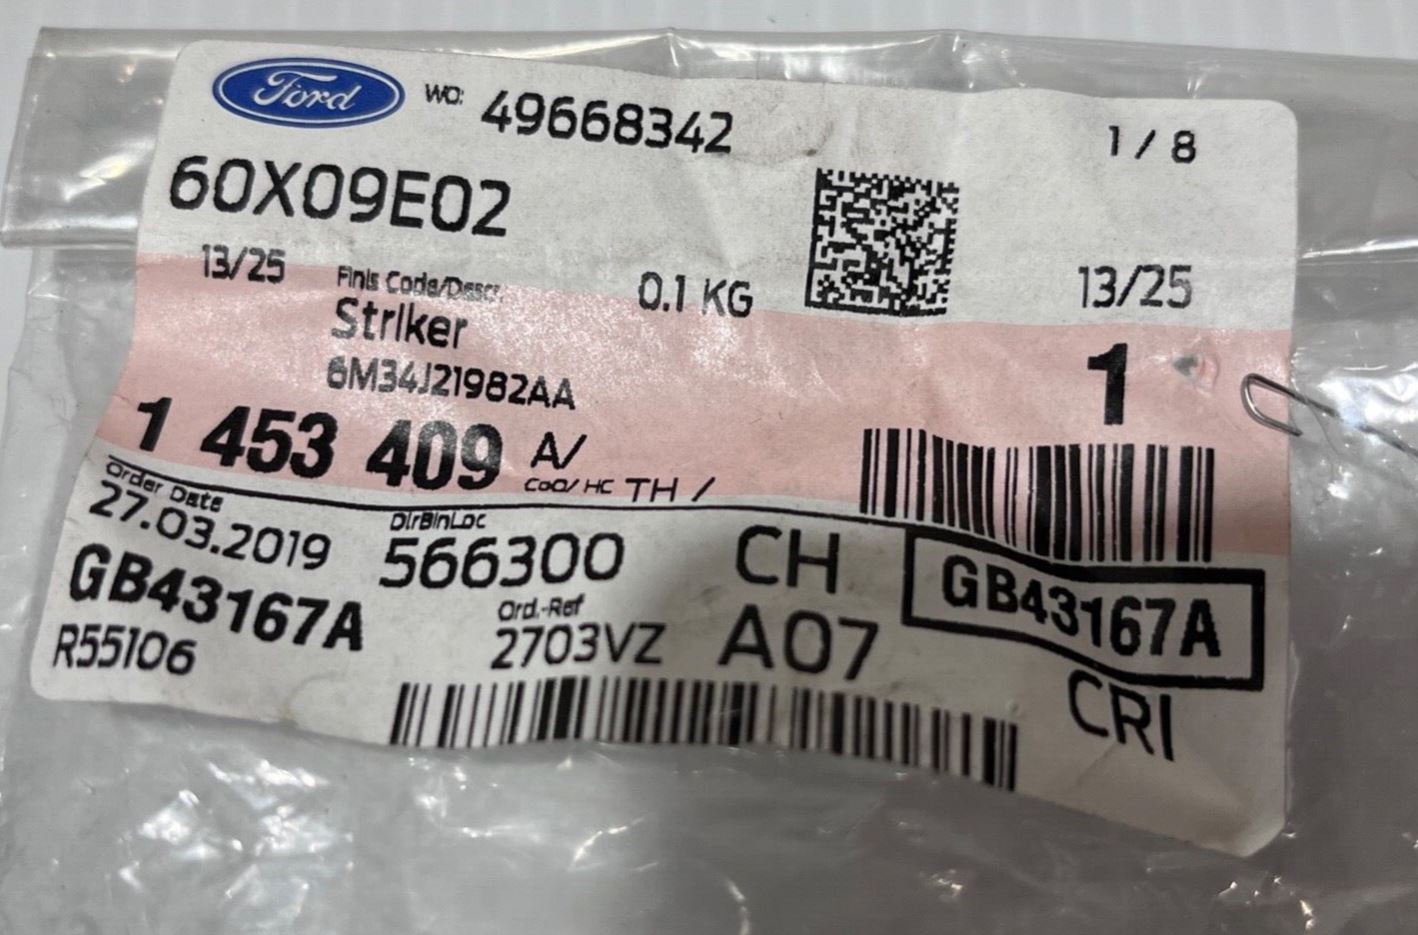 Ford
WO: 49668342
1 / 8
60X09E02
13/25
Finis Code/Descr.
0.1 KG
13/25
Striker
6M34J21982AA
1
1 453 409 A/
CoO/ HC TH /
Order Date
27.03.2019
DlrBinLoc
566300
CH
GB43167A
GB43167A
Ord.-Ref
R55106
2703VZ
A07
CRI